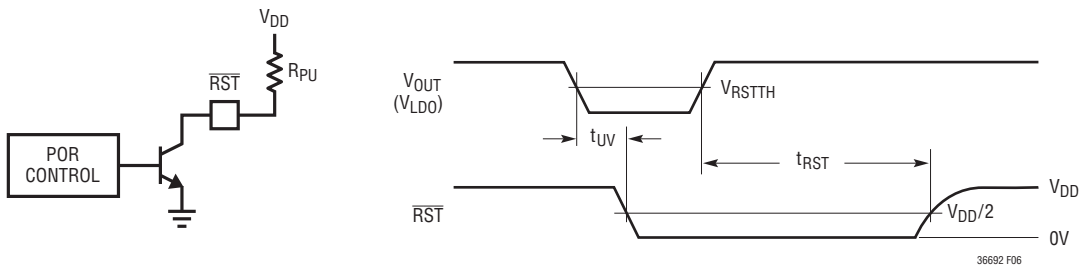 VDD
RPU
RST
POR
CONTROL
VOUT
(VLDO)
VRSTTH
tUV
tRST
RST
VDD
VDD/2
0V
36692 F06